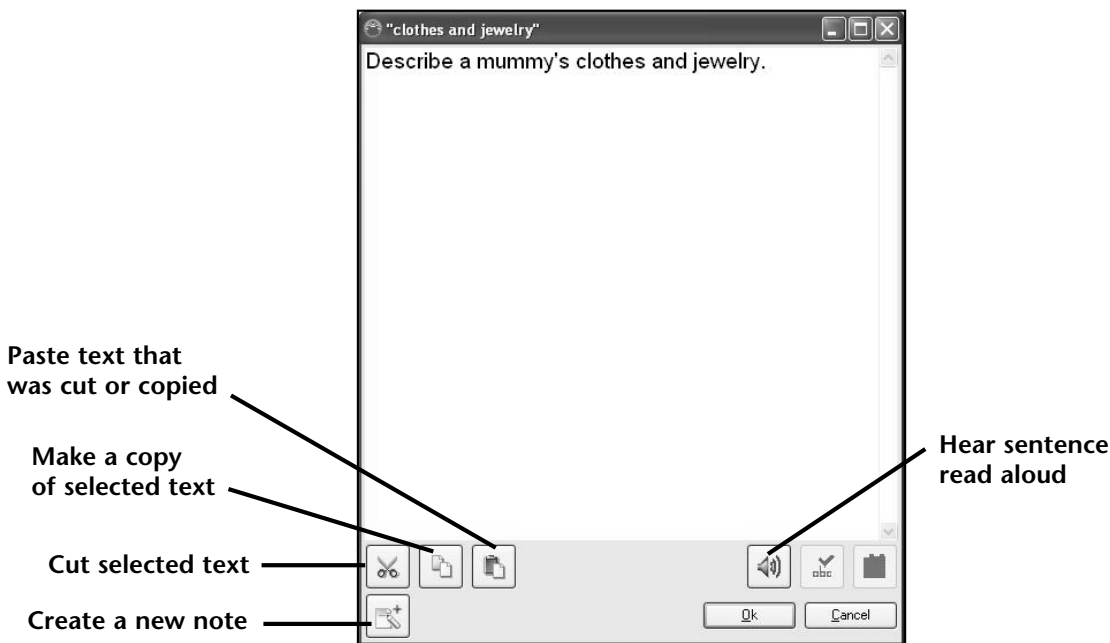 "clothes and jewelry"
Describe a mummy's clothes and jewelry.
Paste text that
was cut or copied
Make a copy
of selected text
Hear sentence
read aloud
Cut selected text
abc
Create a new note
Ok
Cancel